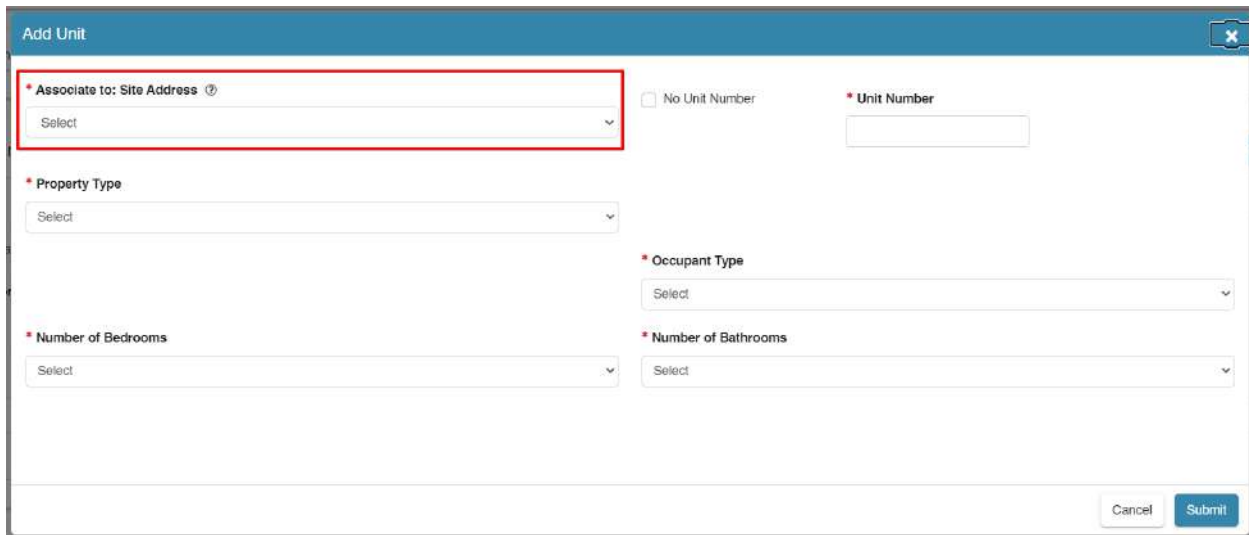 Add Unit
* Associate to: Site Address
Select
No Unit Number
* Unit Number
* Property Type
Select
* Occupant Type
Select
* Number of Bedrooms
* Number of Bathrooms
Select
Select
Cancel
Submit